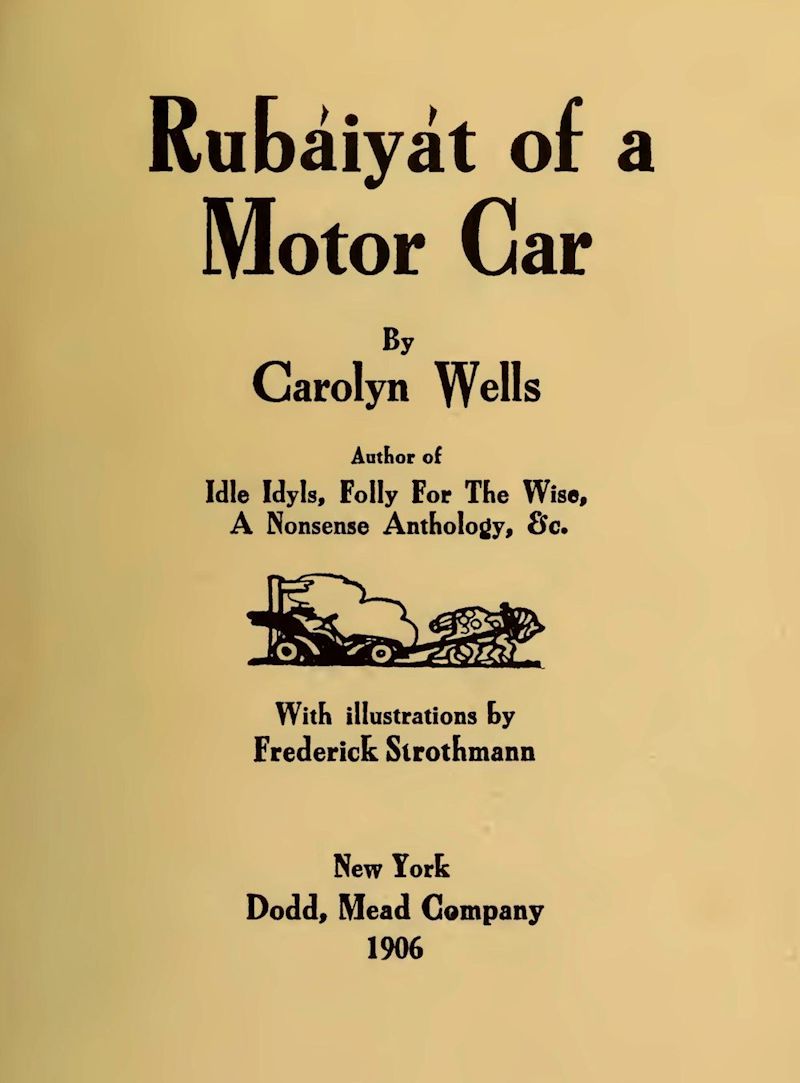 Rubáiyát of a
Motor Car
By
Carolyn Wells
Author of
Idle Idyls, Folly For The Wise,
A Nonsense Anthology, &c.
With illustrations by
Frederick Strothmann
New York
Dodd, Mead Company
1906